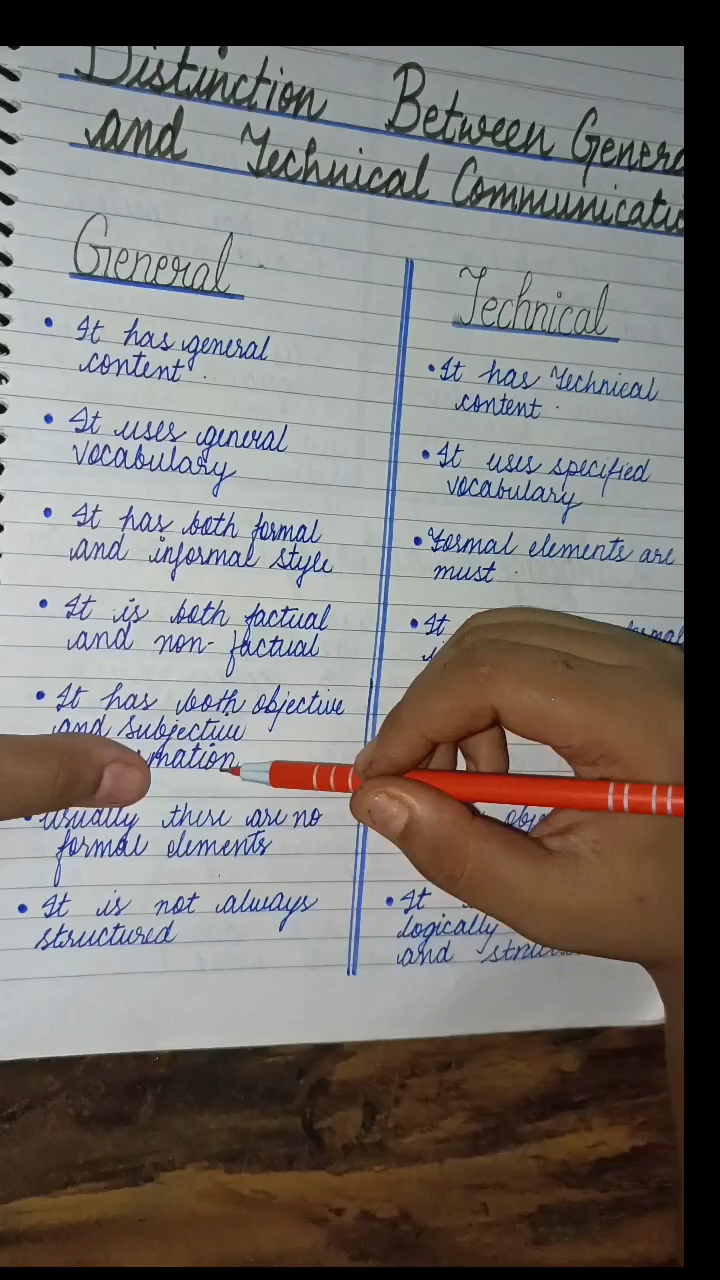 Distinction Between Genera
and Technical Communicatio
General
• It has general
content.
• It uses general
vocabulary
• It has both formal
and informal style
• It is both factual
and non-factual
• It has both objective
and subjective
mation
• Usually there are no
formal elements
• It is not always
structured
Technical
• It has Technical
content.
• It uses specified
vocabulary
• Formal elements are
must.
• It
• It
logically
and